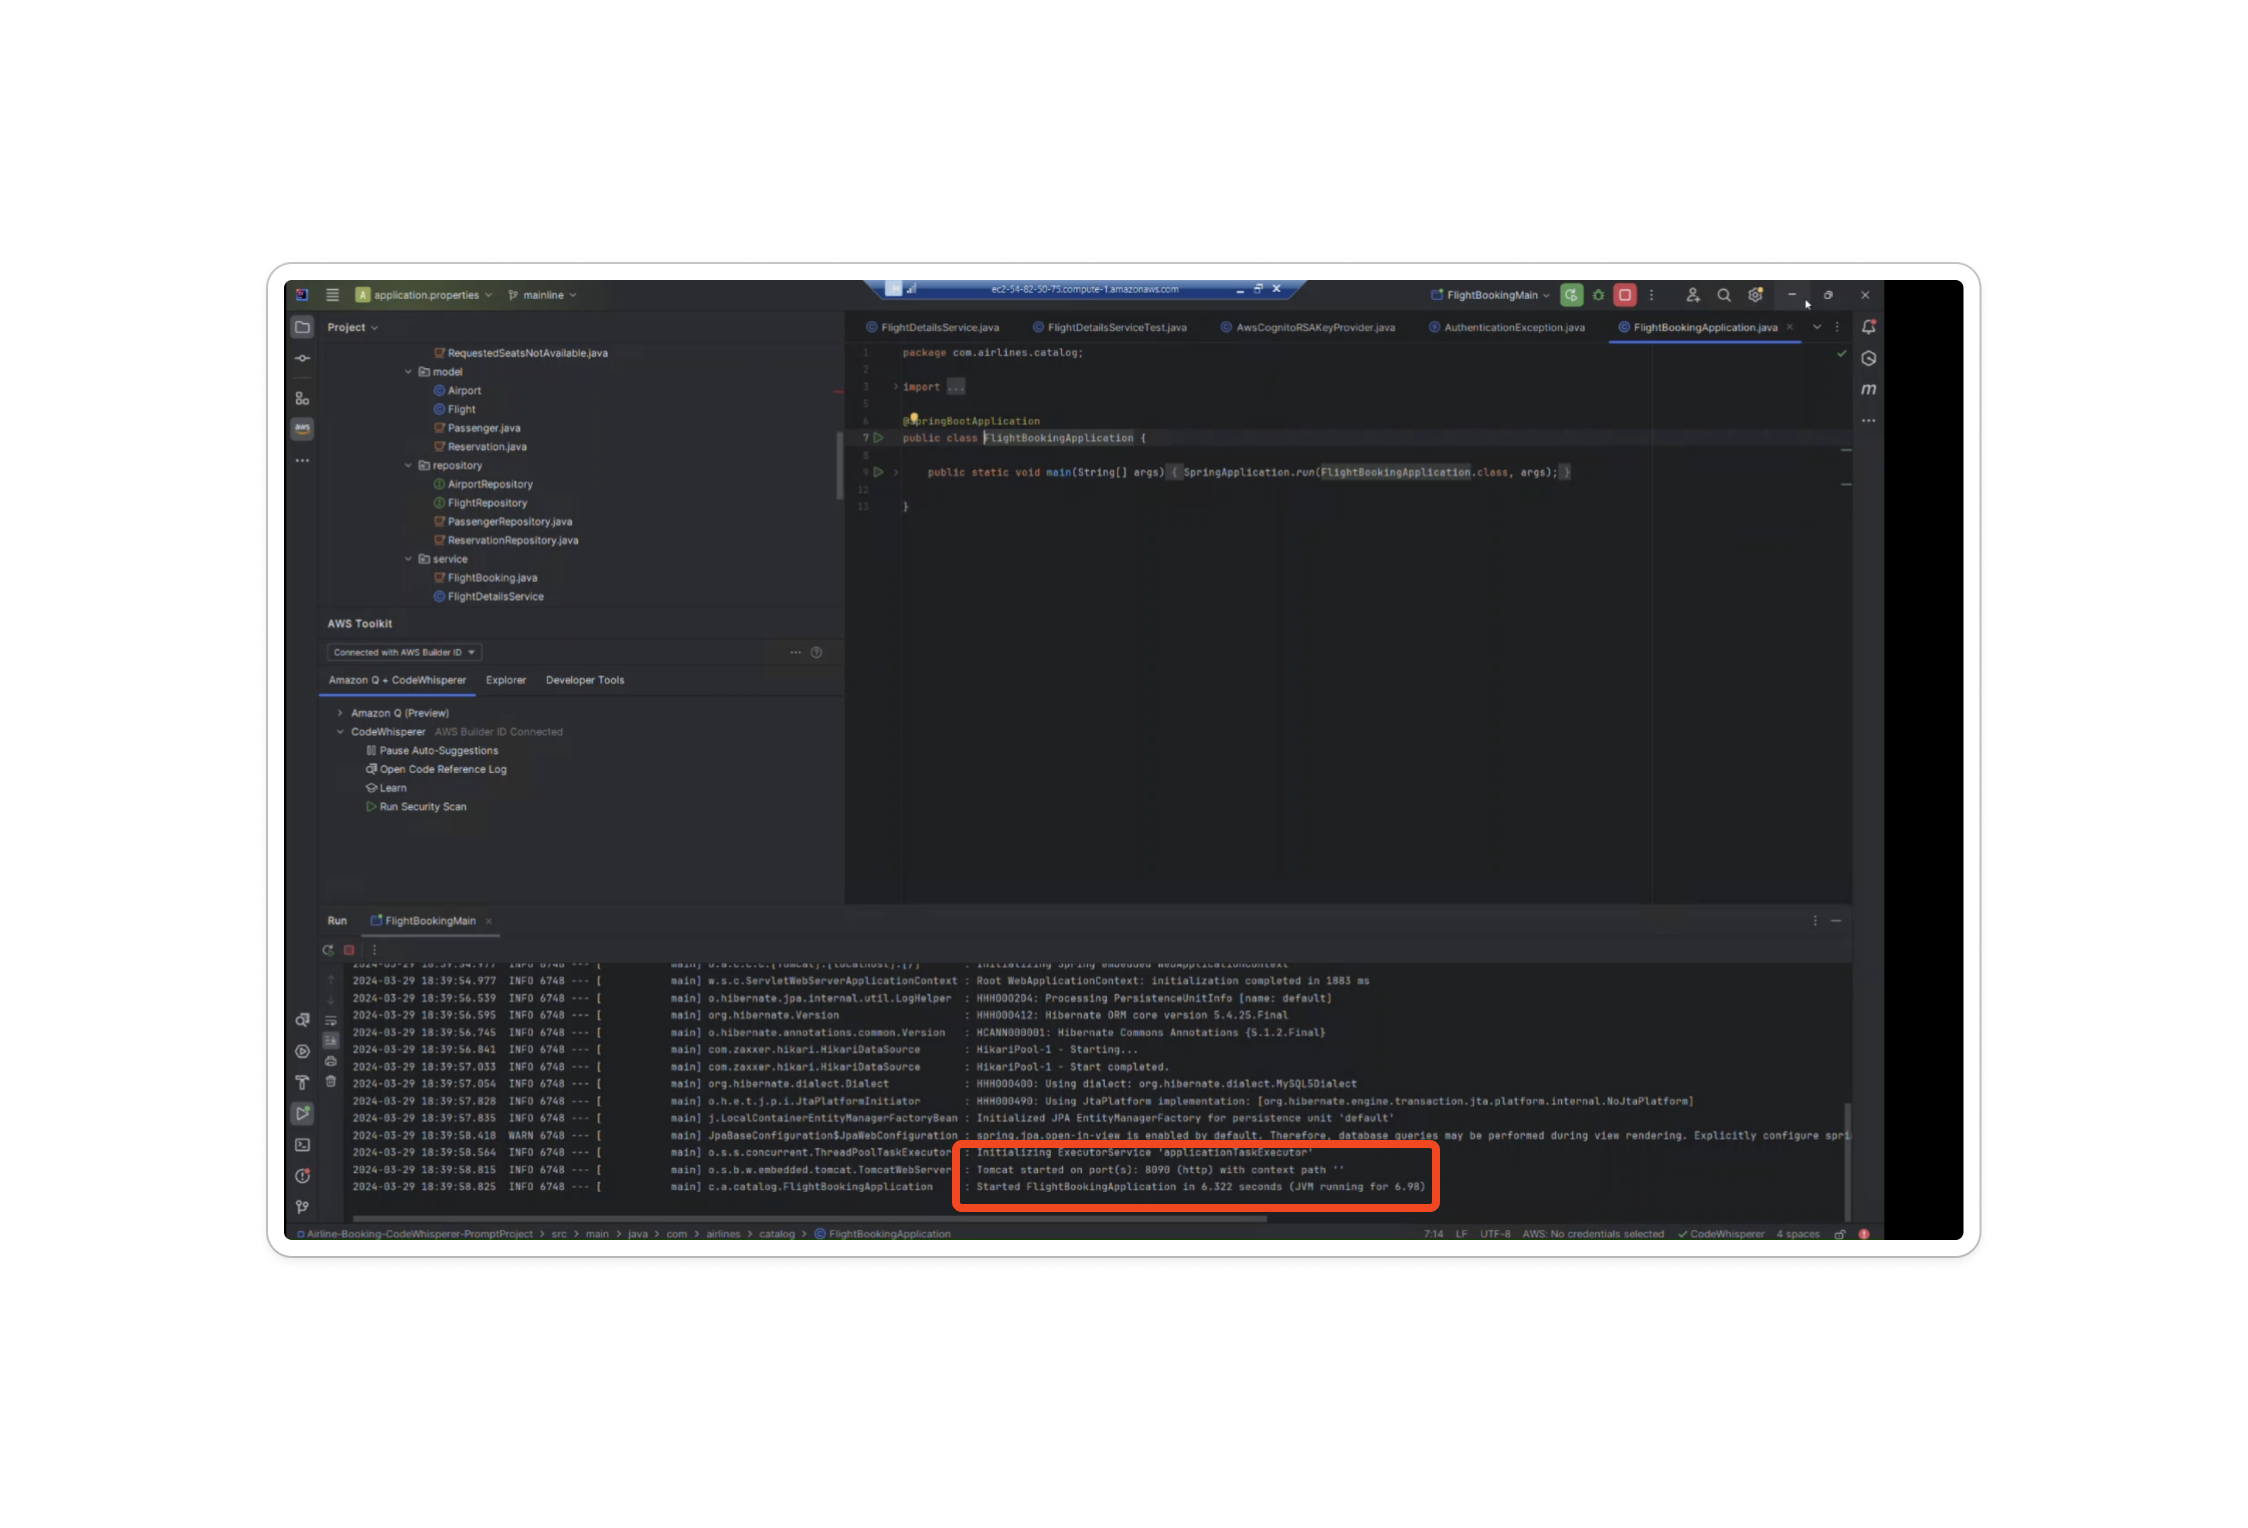 application.properties mainline
ec2-54-82-50-75.compute-1.amazonaws.com
FlightBookingMain
Project
FlightDetailsService.java FlightDetailsServiceTest.java AwsCognitoRSAKeyProvider.java AuthenticationException.java FlightBookingApplication.java
RequestedSeatsNotAvailable.java
model
Airport
Flight
Passenger.java
Reservation.java
repository
AirportRepository
FlightRepository
PassengerRepository.java
ReservationRepository.java
service
FlightBooking.java
FlightDetailsService
1 package com.airlines.catalog;
2
3 import ...
5
6 @SpringBootApplication
7 public class FlightBookingApplication {
8
9 public static void main(String[] args) { SpringApplication.run(FlightBookingApplication.class, args); }
12
13 }
AWS Toolkit
Connected with AWS Builder ID
Amazon Q + CodeWhisperer Explorer Developer Tools
Amazon Q (Preview)
CodeWhisperer AWS Builder ID Connected
Pause Auto-Suggestions
Open Code Reference Log
Learn
Run Security Scan
Run FlightBookingMain
2024-03-29 18:39:54.977 INFO 6748 --- [ main] o.a.c.c.C.[Tomcat].[localhost].[/] : Initializing Spring embedded WebApplicationContext
2024-03-29 18:39:54.977 INFO 6748 --- [ main] w.s.c.ServletWebServerApplicationContext : Root WebApplicationContext: initialization completed in 1883 ms
2024-03-29 18:39:56.539 INFO 6748 --- [ main] o.hibernate.jpa.internal.util.LogHelper : HHH000204: Processing PersistenceUnitInfo [name: default]
2024-03-29 18:39:56.595 INFO 6748 --- [ main] org.hibernate.Version : HHH000412: Hibernate ORM core version 5.4.25.Final
2024-03-29 18:39:56.745 INFO 6748 --- [ main] o.hibernate.annotations.common.Version : HCANN000001: Hibernate Commons Annotations {5.1.2.Final}
2024-03-29 18:39:56.841 INFO 6748 --- [ main] com.zaxxer.hikari.HikariDataSource : HikariPool-1 - Starting...
2024-03-29 18:39:57.033 INFO 6748 --- [ main] com.zaxxer.hikari.HikariDataSource : HikariPool-1 - Start completed.
2024-03-29 18:39:57.054 INFO 6748 --- [ main] org.hibernate.dialect.Dialect : HHH000400: Using dialect: org.hibernate.dialect.MySQL5Dialect
2024-03-29 18:39:57.828 INFO 6748 --- [ main] o.h.e.t.j.p.i.JtaPlatformInitiator : HHH000490: Using JtaPlatform implementation: [org.hibernate.engine.transaction.jta.platform.internal.NoJtaPlatform]
2024-03-29 18:39:57.835 INFO 6748 --- [ main] j.LocalContainerEntityManagerFactoryBean : Initialized JPA EntityManagerFactory for persistence unit 'default'
2024-03-29 18:39:58.418 WARN 6748 --- [ main] JpaBaseConfiguration$JpaWebConfiguration : spring.jpa.open-in-view is enabled by default. Therefore, database queries may be performed during view rendering. Explicitly configure spri
2024-03-29 18:39:58.564 INFO 6748 --- [ main] o.s.s.concurrent.ThreadPoolTaskExecutor : Initializing ExecutorService 'applicationTaskExecutor'
2024-03-29 18:39:58.815 INFO 6748 --- [ main] o.s.b.w.embedded.tomcat.TomcatWebServer : Tomcat started on port(s): 8090 (http) with context path ''
2024-03-29 18:39:58.825 INFO 6748 --- [ main] c.a.catalog.FlightBookingApplication : Started FlightBookingApplication in 6.322 seconds (JVM running for 6.98)
Airline-Booking-CodeWhisperer-PromptProject > src > main > java > com > airlines > catalog > FlightBookingApplication 7:14 LF UTF-8 AWS: No credentials selected CodeWhisperer 4 spaces